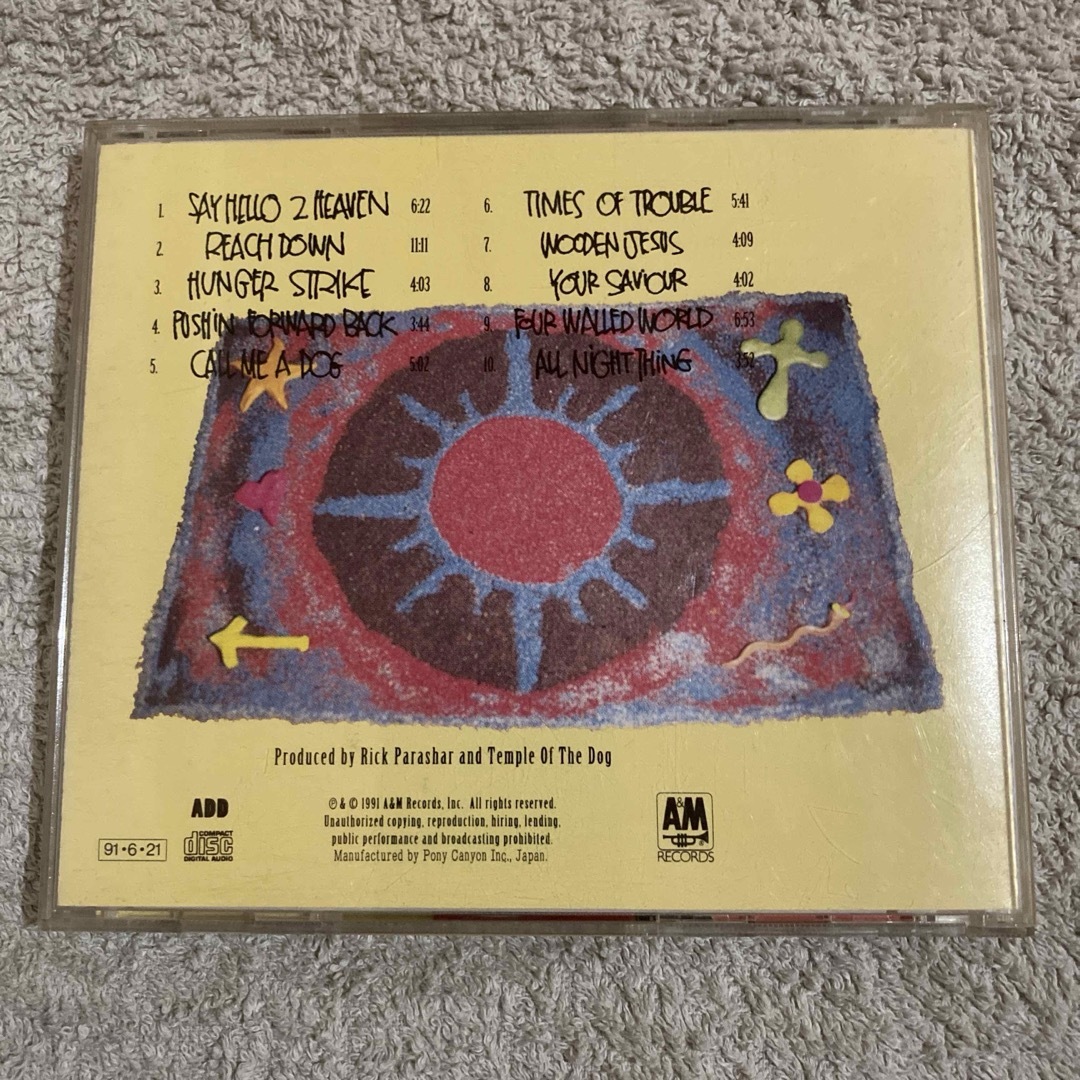 1. SAY HELLO 2 HEAVEN 6:22
2. REACH DOWN 11:11
3. HUNGER STRIKE 4:03
4. PUSHIN FORWARD BACK 3:44
5. CALL ME A DOG 5:02
6. TIMES OF TROUBLE 5:41
7. WOODEN JESUS 4:09
8. YOUR SAVIOUR 4:02
9. FOUR WALLED WORLD 6:53
10. ALL NIGHT THING 3:52
Produced by Rick Parashar and Temple Of The Dog
ADD
COMPACT
disc
DIGITAL AUDIO
91•6•21
℗ & © 1991 A&M Records, Inc. All rights reserved.
Unauthorized copying, reproduction, hiring, lending,
public performance and broadcasting prohibited.
Manufactured by Pony Canyon Inc., Japan.
A&M
RECORDS